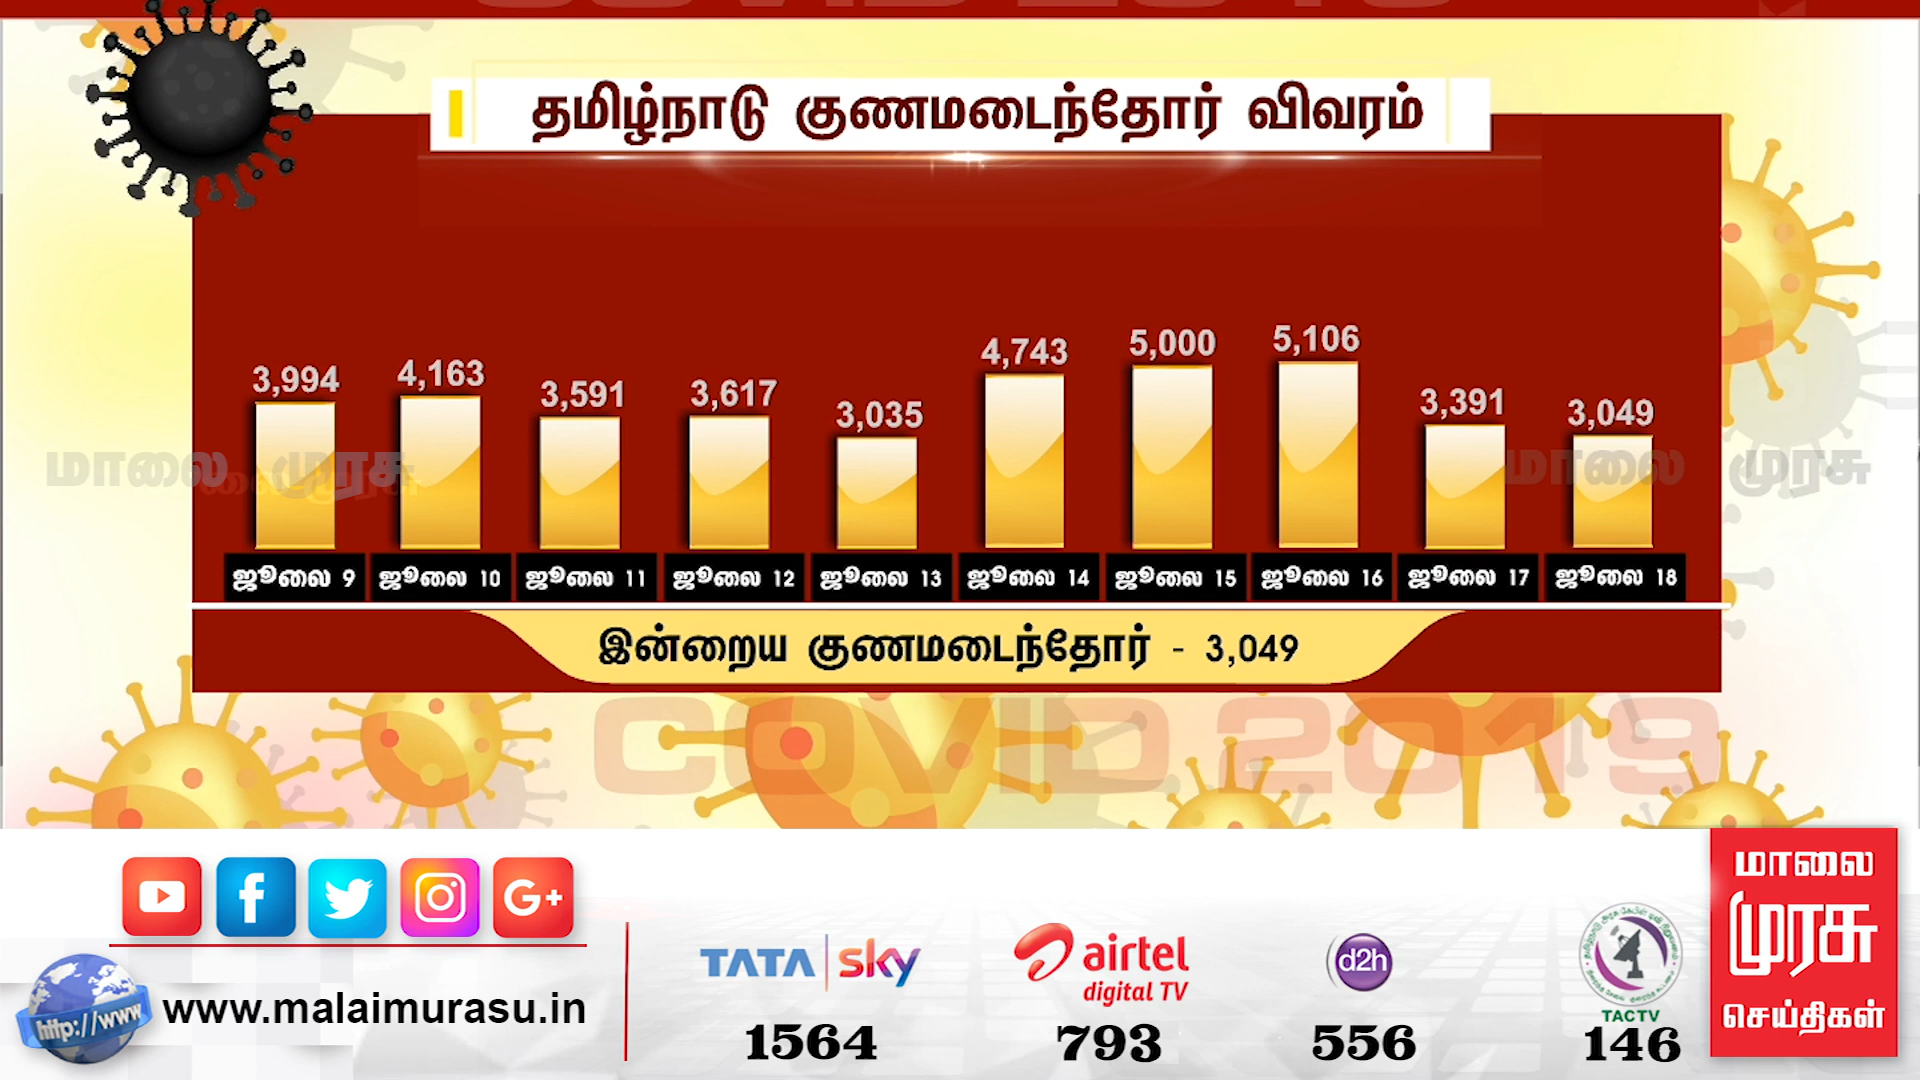 COVID 2019
தமிழ்நாடு குணமடைந்தோர் விவரம்
3,994 4,163 3,591 3,617 3,035 4,743 5,000 5,106 3,391 3,049
மாலை முரசு மாலை முரசு
ஜூலை 9 ஜூலை 10 ஜூலை 11 ஜூலை 12 ஜூலை 13 ஜூலை 14 ஜூலை 15 ஜூலை 16 ஜூலை 17 ஜூலை 18
இன்றைய குணமடைந்தோர் - 3,049
COVID 2019
G+
http://www
www.malaimurasu.in
TATA sky
1564
airtel
digital TV
793
d2h
556
TACTV
146
மாலை
முரசு
செய்திகள்